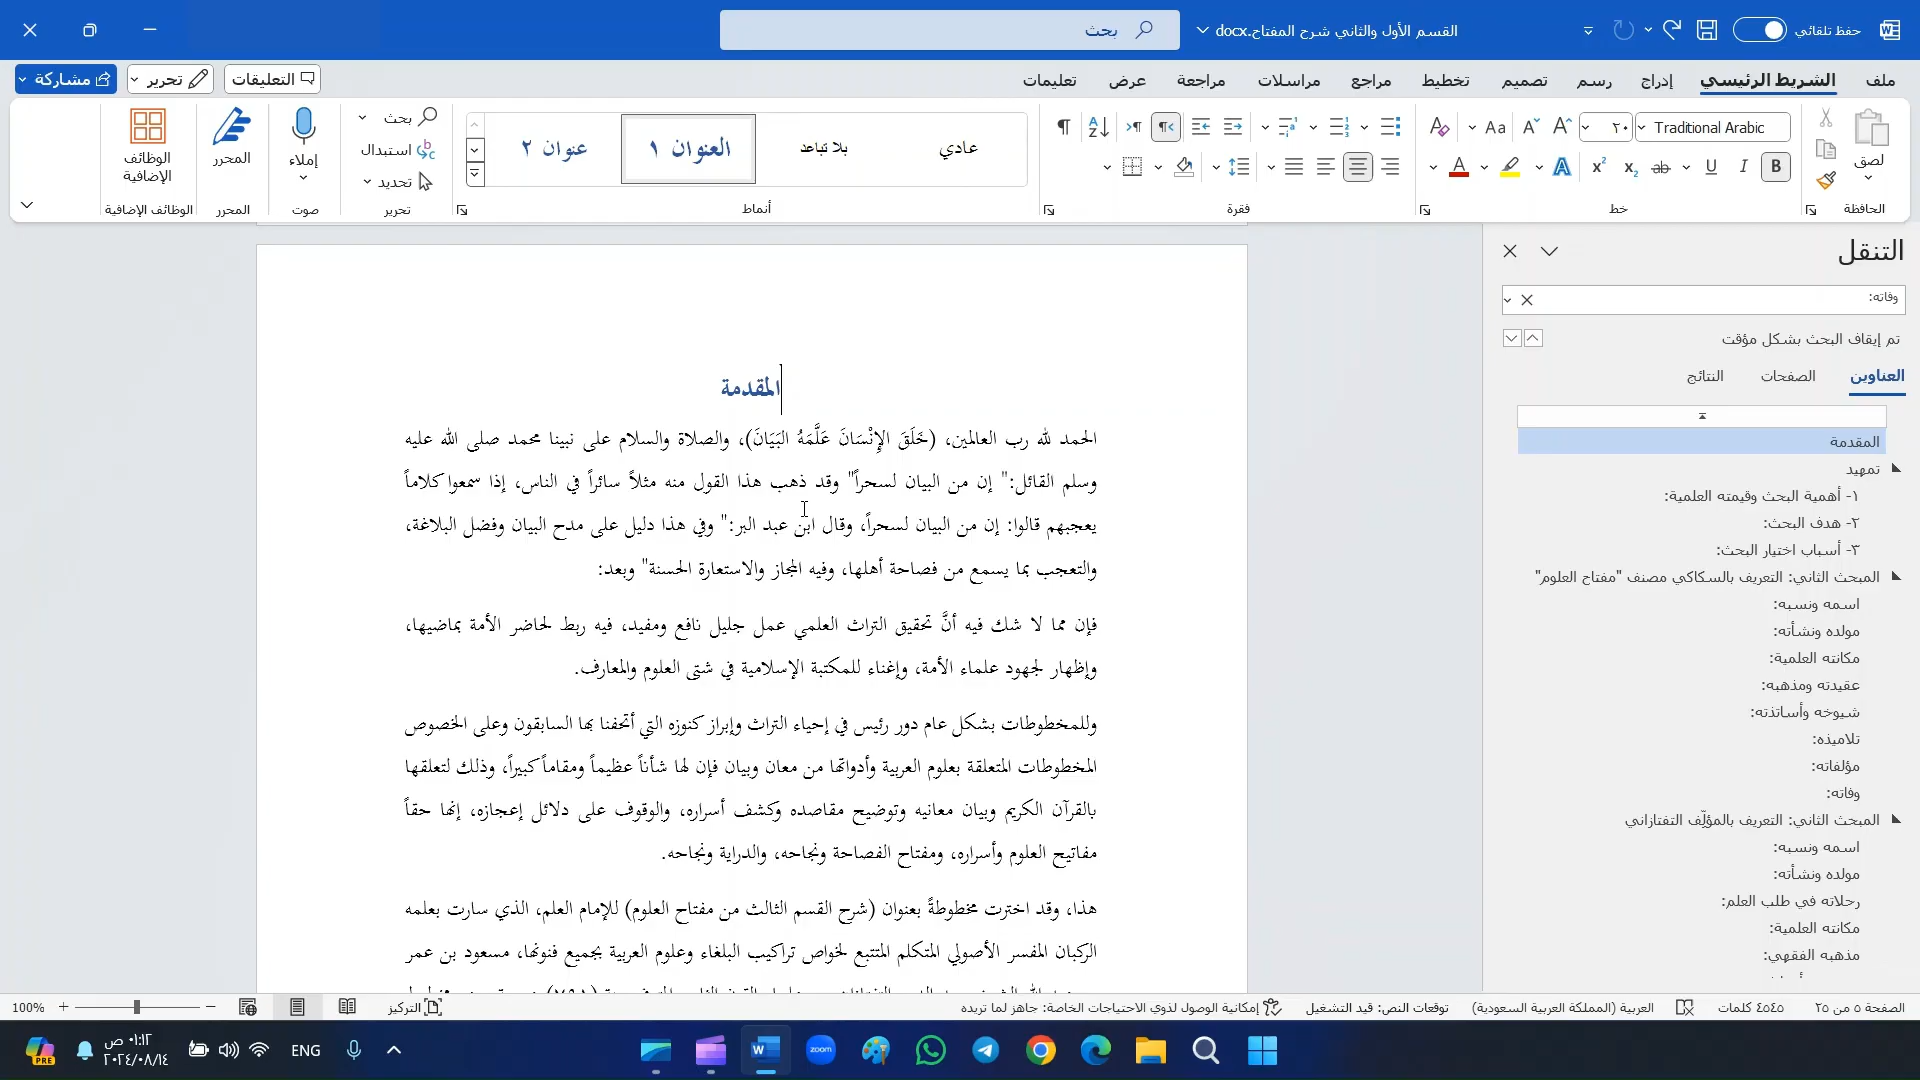 حفظ تلقائي
القسم الأول والثاني شرح المفتاح.docx
بحث
ملف
الشريط الرئيسي
إدراج
رسم
تصميم
تخطيط
مراجع
مراسلات
مراجعة
عرض
تعليمات
التعليقات
تحرير
مشاركة
لصق
Traditional Arabic
٢٠
Aa
عادي
بلا تباعد
العنوان ١
عنوان ٢
بحث
استبدال
تحديد
إملاء
المحرر
الوظائف الإضافية
الحافظة
خط
فقرة
أنماط
تحرير
صوت
المحرر
الوظائف الإضافية
التنقل
وفاته:
تم إيقاف البحث بشكل مؤقت
العناوين
الصفحات
النتائج
المقدمة
تمهيد
١- أهمية البحث وقيمته العلمية:
٢- هدف البحث:
٣- أسباب اختيار البحث:
المبحث الثاني: التعريف بالسكاكي مصنف "مفتاح العلوم"
اسمه ونسبه:
مولده ونشأته:
مكانته العلمية:
عقيدته ومذهبه:
شيوخه وأساتذته:
تلاميذه:
مؤلفاته:
وفاته:
المبحث الثاني: التعريف بالمؤلِّف التفتازاني
اسمه ونسبه:
مولده ونشأته:
رحلاته في طلب العلم:
مكانته العلمية:
مذهبه الفقهي:
المقدمة
الحمد لله رب العالمين، (خَلَقَ الإِنْسَانَ عَلَّمَهُ البَيَانَ)، والصلاة والسلام على نبينا محمد صلى الله عليه
وسلم القائل:" إن من البيان لسحراً" وقد ذهب هذا القول منه مثلاً سائراً في الناس، إذا سمعوا كلاماً
يعجبهم قالوا: إن من البيان لسحراً، وقال ابن عبد البر:" وفي هذا دليل على مدح البيان وفضل البلاغة،
والتعجب بما يسمع من فصاحة أهلها، وفيه المجاز والاستعارة الحسنة" وبعد:
فإن مما لا شك فيه أنَّ تحقيق التراث العلمي عمل جليل نافع ومفيد، فيه ربط لحاضر الأمة بماضيها،
وإظهار لجهود علماء الأمة، وإغناء للمكتبة الإسلامية في شتى العلوم والمعارف.
وللمخطوطات بشكل عام دور رئيس في إحياء التراث وإبراز كنوزه التي أتحفنا بها السابقون وعلى الخصوص
المخطوطات المتعلقة بعلوم العربية وأدواتها من معان وبيان فإن لها شأناً عظيماً ومقاماً كبيراً، وذلك لتعلقها
بالقرآن الكريم وبيان معانيه وتوضيح مقاصده وكشف أسراره، والوقوف على دلائل إعجازه، إنها حقاً
مفاتيح العلوم وأسراره، ومفتاح الفصاحة ونجاحه، والدراية ونجاحه.
هذا، وقد اخترت مخطوطةً بعنوان (شرح القسم الثالث من مفتاح العلوم) للإمام العلم، الذي سارت بعلمه
الركبان المفسر الأصولي المتكلم المتتبع لخواص تراكيب البلغاء وعلوم العربية بجميع فنونها، مسعود بن عمر
الصفحة ٥ من ٢٥
٤٥٤٥ كلمات
العربية (المملكة العربية السعودية)
توقعات النص: قيد التشغيل
إمكانية الوصول لذوي الاحتياجات الخاصة: جاهز لما تريده
التركيز
100%
ENG
٠١:١٢ ص
٢٠٢٤/٠٨/١٤
zoom
PRE